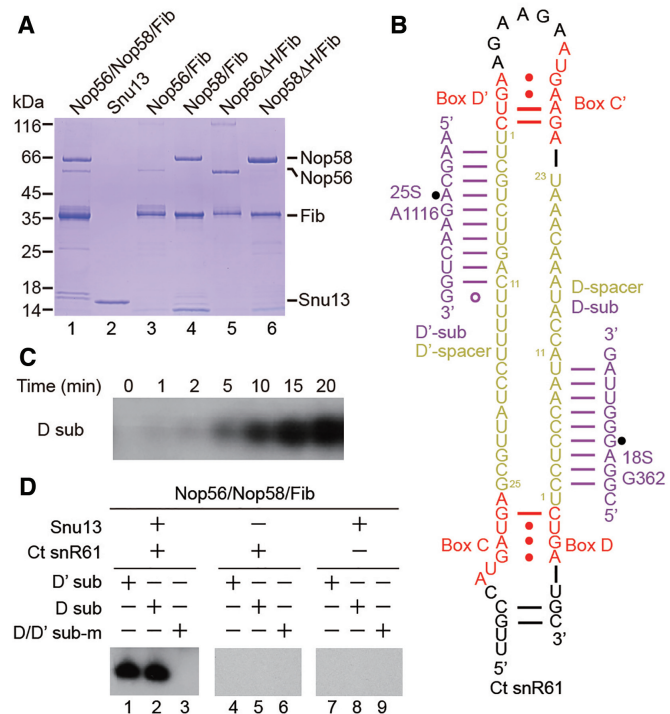 A
Nop56/Nop58/Fib
Snu13
Nop56/Fib
Nop58/Fib
Nop56ΔH/Fib
Nop58ΔH/Fib
kDa
116
66
45
35
25
18
14
Nop58
Nop56
Fib
Snu13
1 2 3 4 5 6
B
A A G A A G A
Box D' Box C'
A G U C
U A A G A
5' A A G C A G A A C U G G 3'
25S
A1116
D'-sub
D'-spacer
1
U U C G U C U U G A C U U U U C C U A U U G C G
11
25
23
U A A A C A A A U A C C A U A A C C C U C C U
11
1
D-spacer
D-sub
3' G A U U G G G A G G C 5'
18S
G362
Box C Box D
A G U A G U A
C U G A
C C G U U 5'
U G C 3'
Ct snR61
C
Time (min) 0 1 2 5 10 15 20
D sub
D
Nop56/Nop58/Fib
Snu13 + − +
Ct snR61 + + −
D' sub + − − + − − + − −
D sub − + − − + − − + −
D/D' sub-m − − + − − + − − +
1 2 3 4 5 6 7 8 9